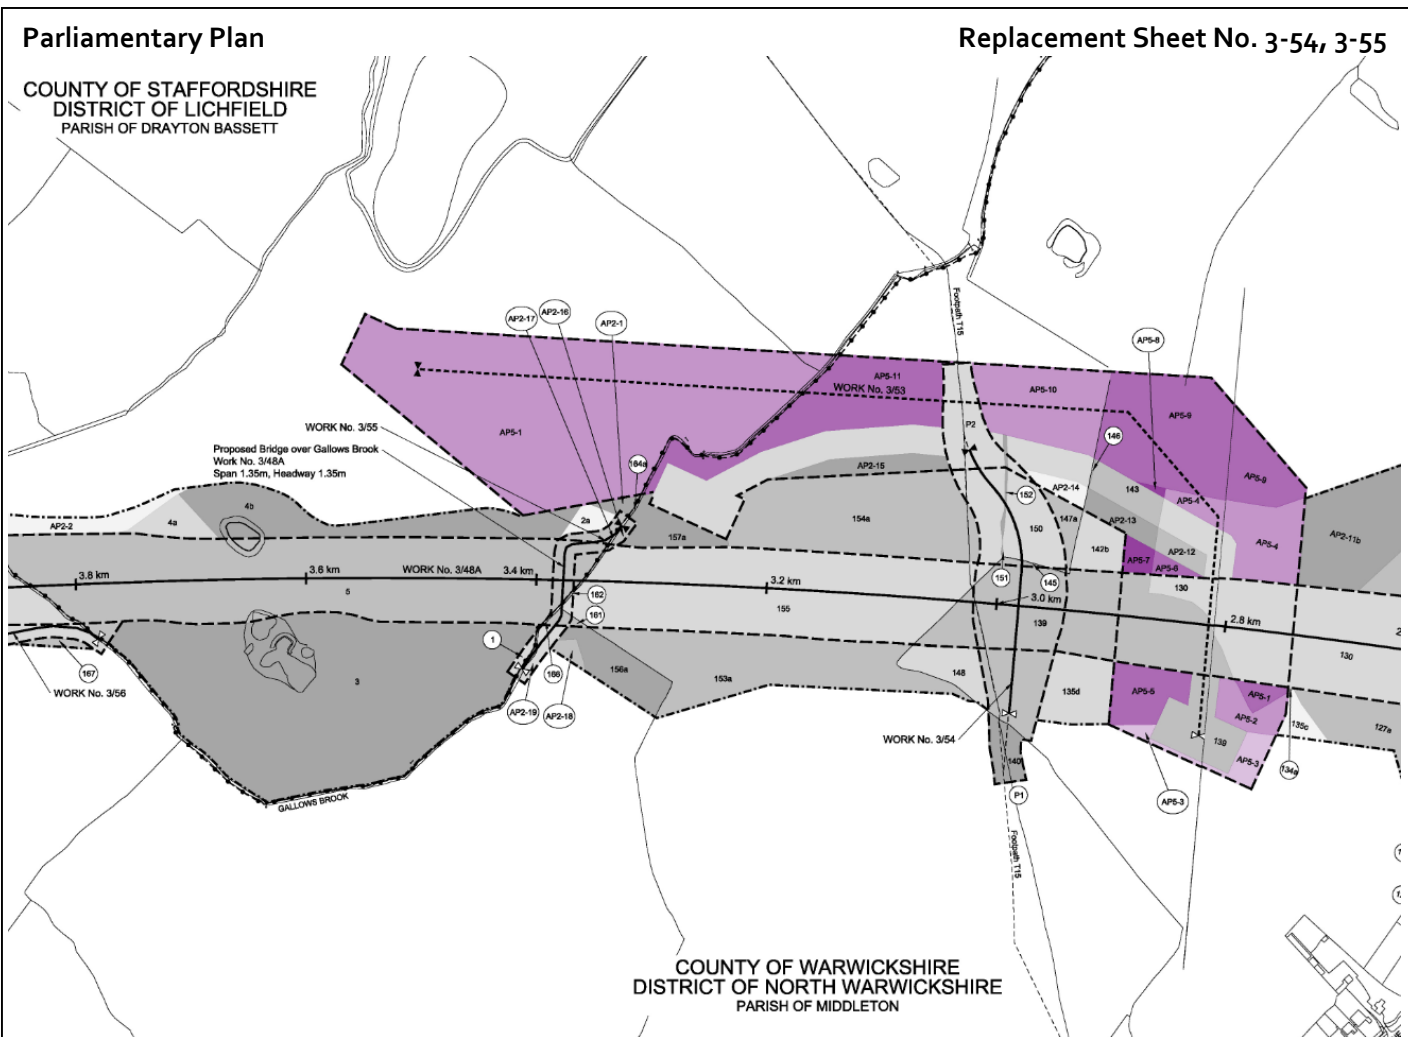 Parliamentary Plan
Replacement Sheet No. 3-54, 3-55
COUNTY OF STAFFORDSHIRE
DISTRICT OF LICHFIELD
PARISH OF DRAYTON BASSETT
AP2-17
AP2-16
AP2-1
Footpath T15
AP5-8
AP5-11
WORK No. 3/53
AP5-10
AP5-9
AP5-1
WORK No. 3/55
P2
146
Proposed Bridge over Gallows Brook
Work No. 3/48A
Span 1.35m, Headway 1.35m
164a
AP2-15
AP2-14
143
AP5-9
AP5-4
152
4b
2a
4a
AP2-2
154a
150
147a
AP2-13
157a
142b
AP2-12
AP5-4
AP2-11b
AP5-7
AP5-6
3.8 km
3.6 km
WORK No. 3/48A
3.4 km
3.2 km
151
145
130
5
162
155
3.0 km
161
139
2.8 km
2
1
130
167
166
156a
153a
148
135d
AP5-5
AP5-1
WORK No. 3/56
3
AP2-19
AP2-18
AP5-2
135c
127a
WORK No. 3/54
139
140
AP5-3
134a
P1
AP5-3
GALLOWS BROOK
Footpath T15
COUNTY OF WARWICKSHIRE
DISTRICT OF NORTH WARWICKSHIRE
PARISH OF MIDDLETON